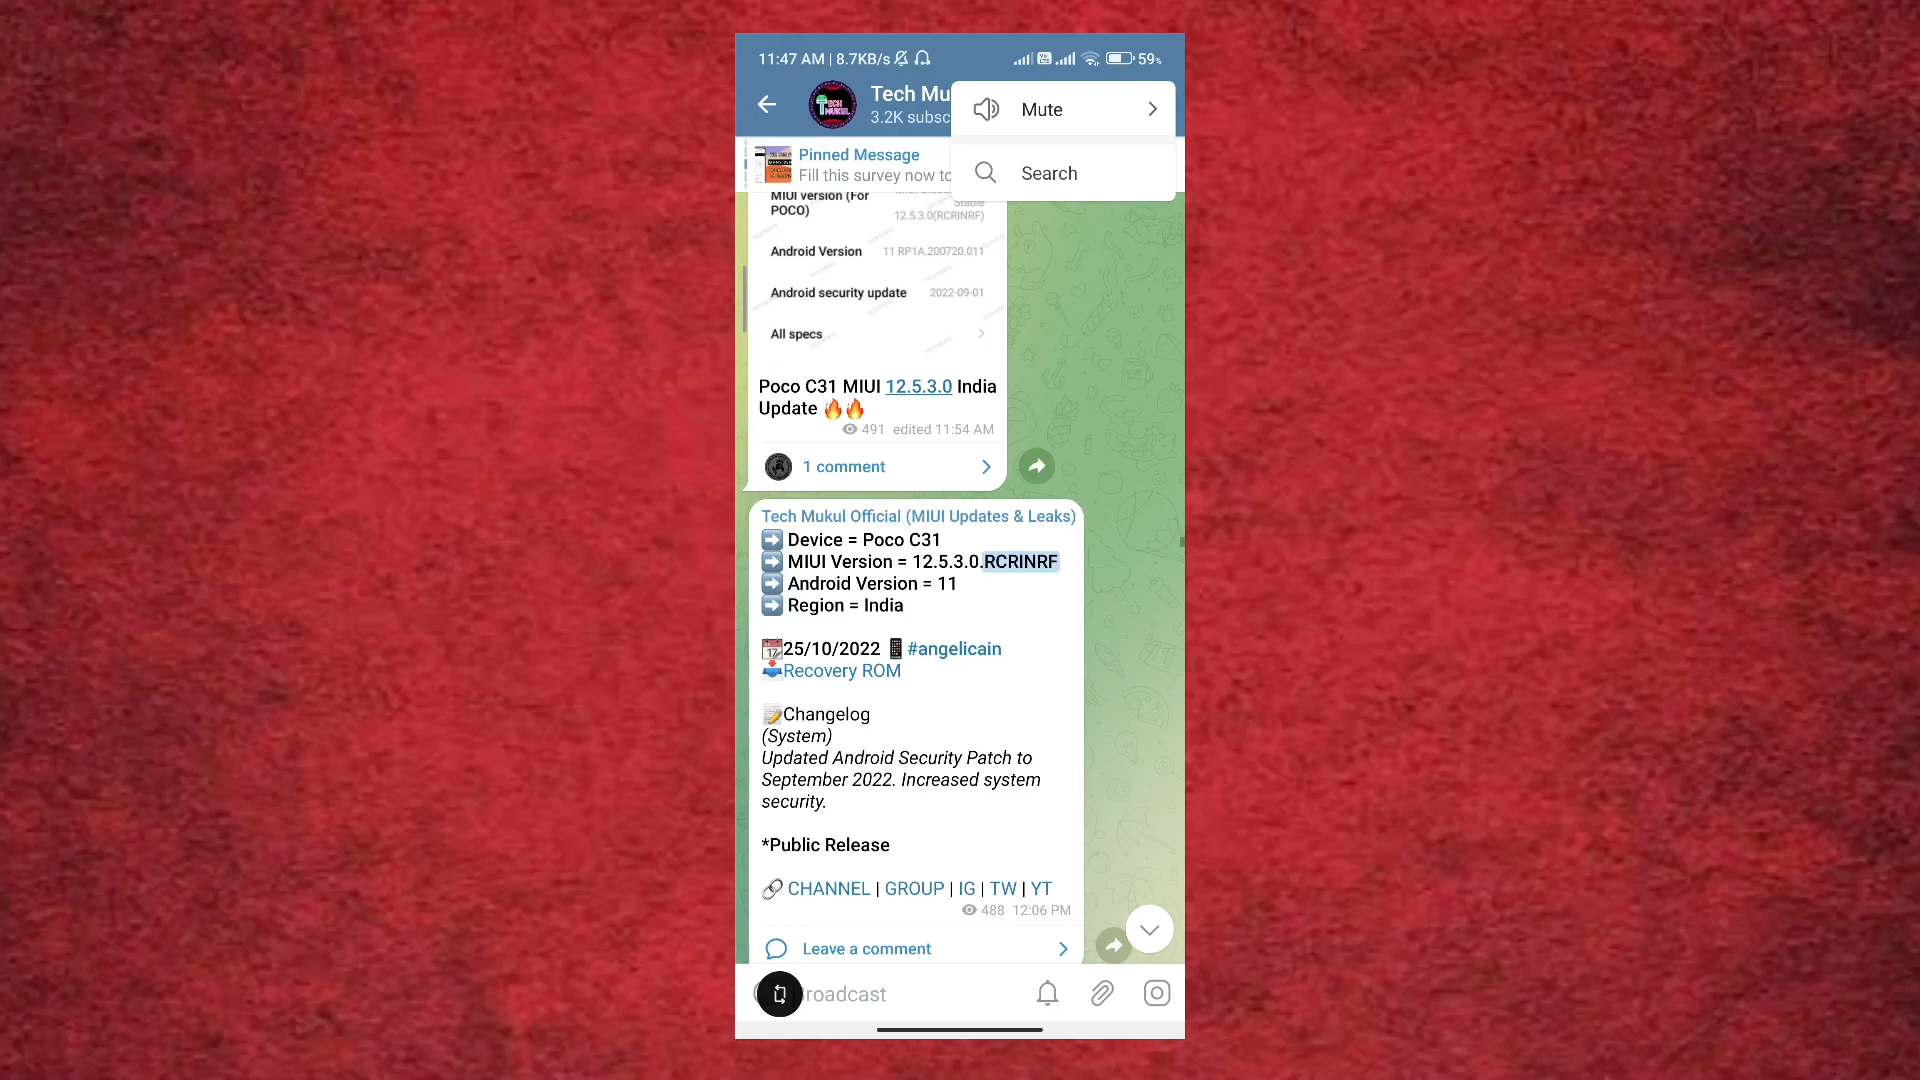 11:47 AM | 8.7KB/s 59%
Tech Mu
3.2K subsc
Mute
Search
TECH
MUKUL
Pinned Message
Fill this survey now to
MIUI version (For
POCO)
Stable
12.5.3.0(RCRINRF)
Android Version 11 RP1A.200720.011
Android security update 2022-09-01
All specs
Poco C31 MIUI 12.5.3.0 India
Update 🔥🔥
491 edited 11:54 AM
1 comment
Tech Mukul Official (MIUI Updates & Leaks)
➡️ Device = Poco C31
➡️ MIUI Version = 12.5.3.0.RCRINRF
➡️ Android Version = 11
➡️ Region = India
📆25/10/2022 📱#angelicain
📥Recovery ROM
📝Changelog
(System)
Updated Android Security Patch to
September 2022. Increased system
security.
*Public Release
🔗 CHANNEL | GROUP | IG | TW | YT
488 12:06 PM
Leave a comment
roadcast